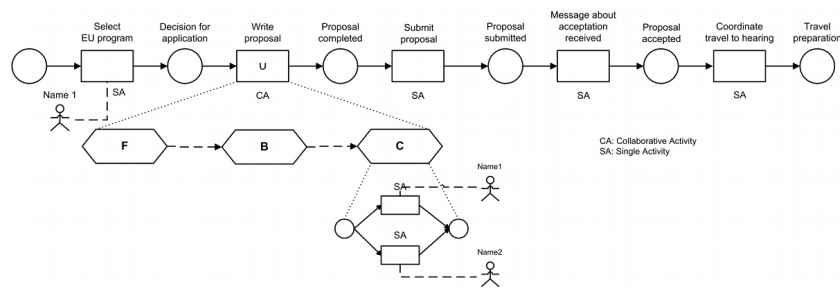 Select
EU program
Decision for
application
Write
proposal
Proposal
completed
Submit
proposal
Proposal
submitted
Message about
acceptation
received
Proposal
accepted
Coordinate
travel to hearing
Travel
preparation
U
Name 1
SA
CA
SA
SA
SA
F
B
C
CA: Collaborative Activity
SA: Single Activity
SA
Name1
SA
Name2